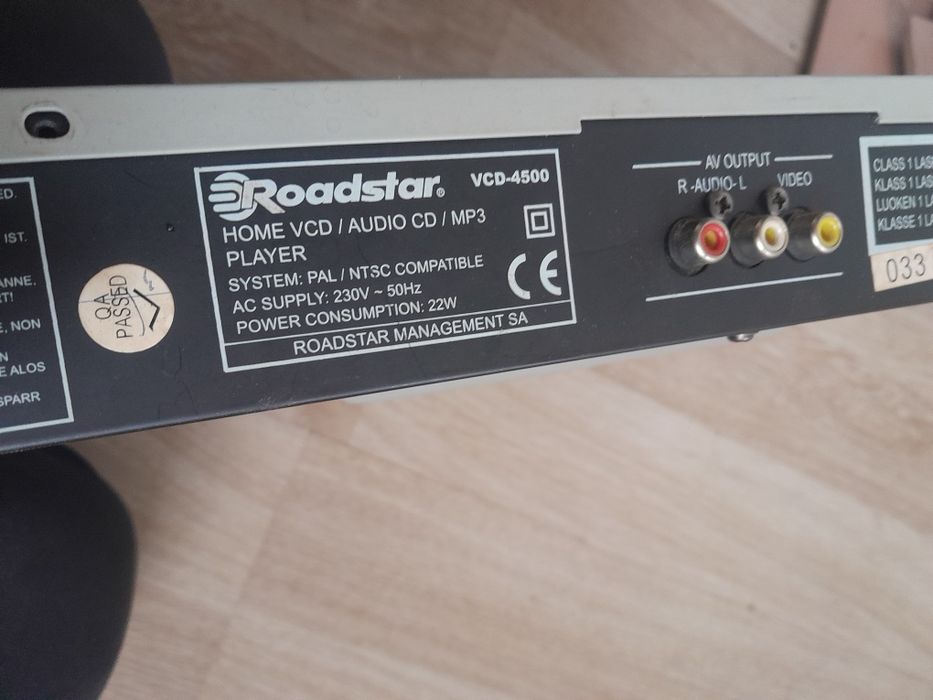 ED.
IST.
ANNE.
RT!
E, NON
N
E ALOS
SPARR
QA
PASSED
Roadstar® VCD-4500
HOME VCD / AUDIO CD / MP3
PLAYER
SYSTEM: PAL / NTSC COMPATIBLE
AC SUPPLY: 230V ~ 50Hz
POWER CONSUMPTION: 22W
CE
ROADSTAR MANAGEMENT SA
AV OUTPUT
R -AUDIO- L VIDEO
CLASS 1 LASE
KLASS 1 LAS
LUOKEN 1 LA
KLASSE 1 LA
033